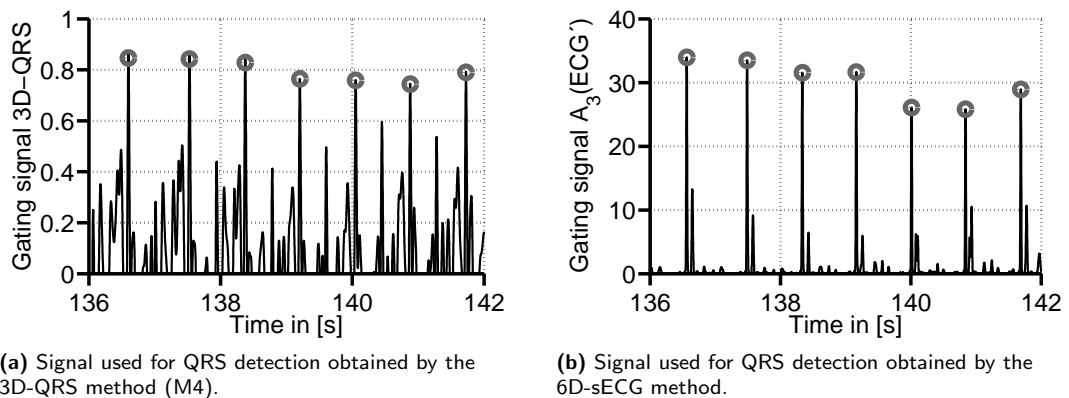 1
0.8
0.6
0.4
0.2
0
Gating signal 3D−QRS
136
138
140
142
Time in [s]
40
30
20
10
0
Gating signal A3(ECG´)
136
138
140
142
Time in [s]
(a) Signal used for QRS detection obtained by the
3D-QRS method (M4).
(b) Signal used for QRS detection obtained by the
6D-sECG method.